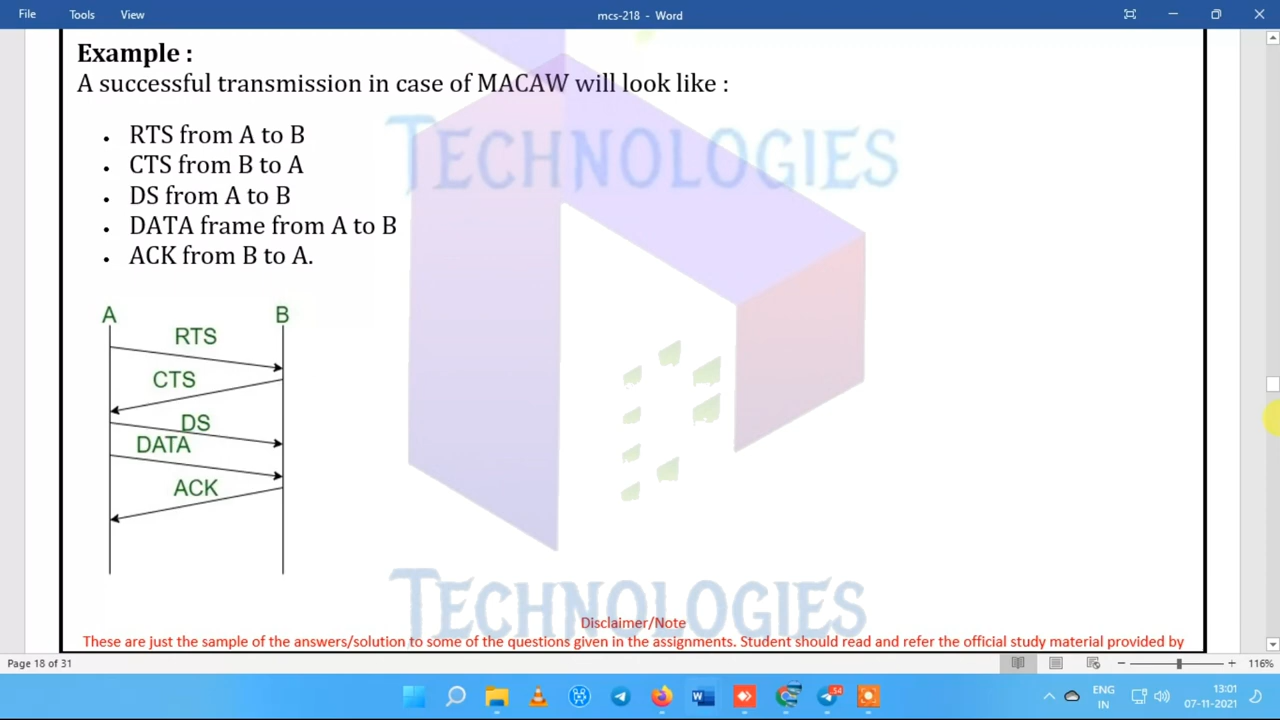 File Tools View
mcs-218 - Word
Example :
A successful transmission in case of MACAW will look like :
• RTS from A to B
• CTS from B to A
• DS from A to B
• DATA frame from A to B
• ACK from B to A.
TECHNOLOGIES
A B
RTS
CTS
DS
DATA
ACK
TECHNOLOGIES
Disclaimer/Note
These are just the sample of the answers/solution to some of the questions given in the assignments. Student should read and refer the official study material provided by
Page 18 of 31
116%
ENG
IN
13:01
07-11-2021